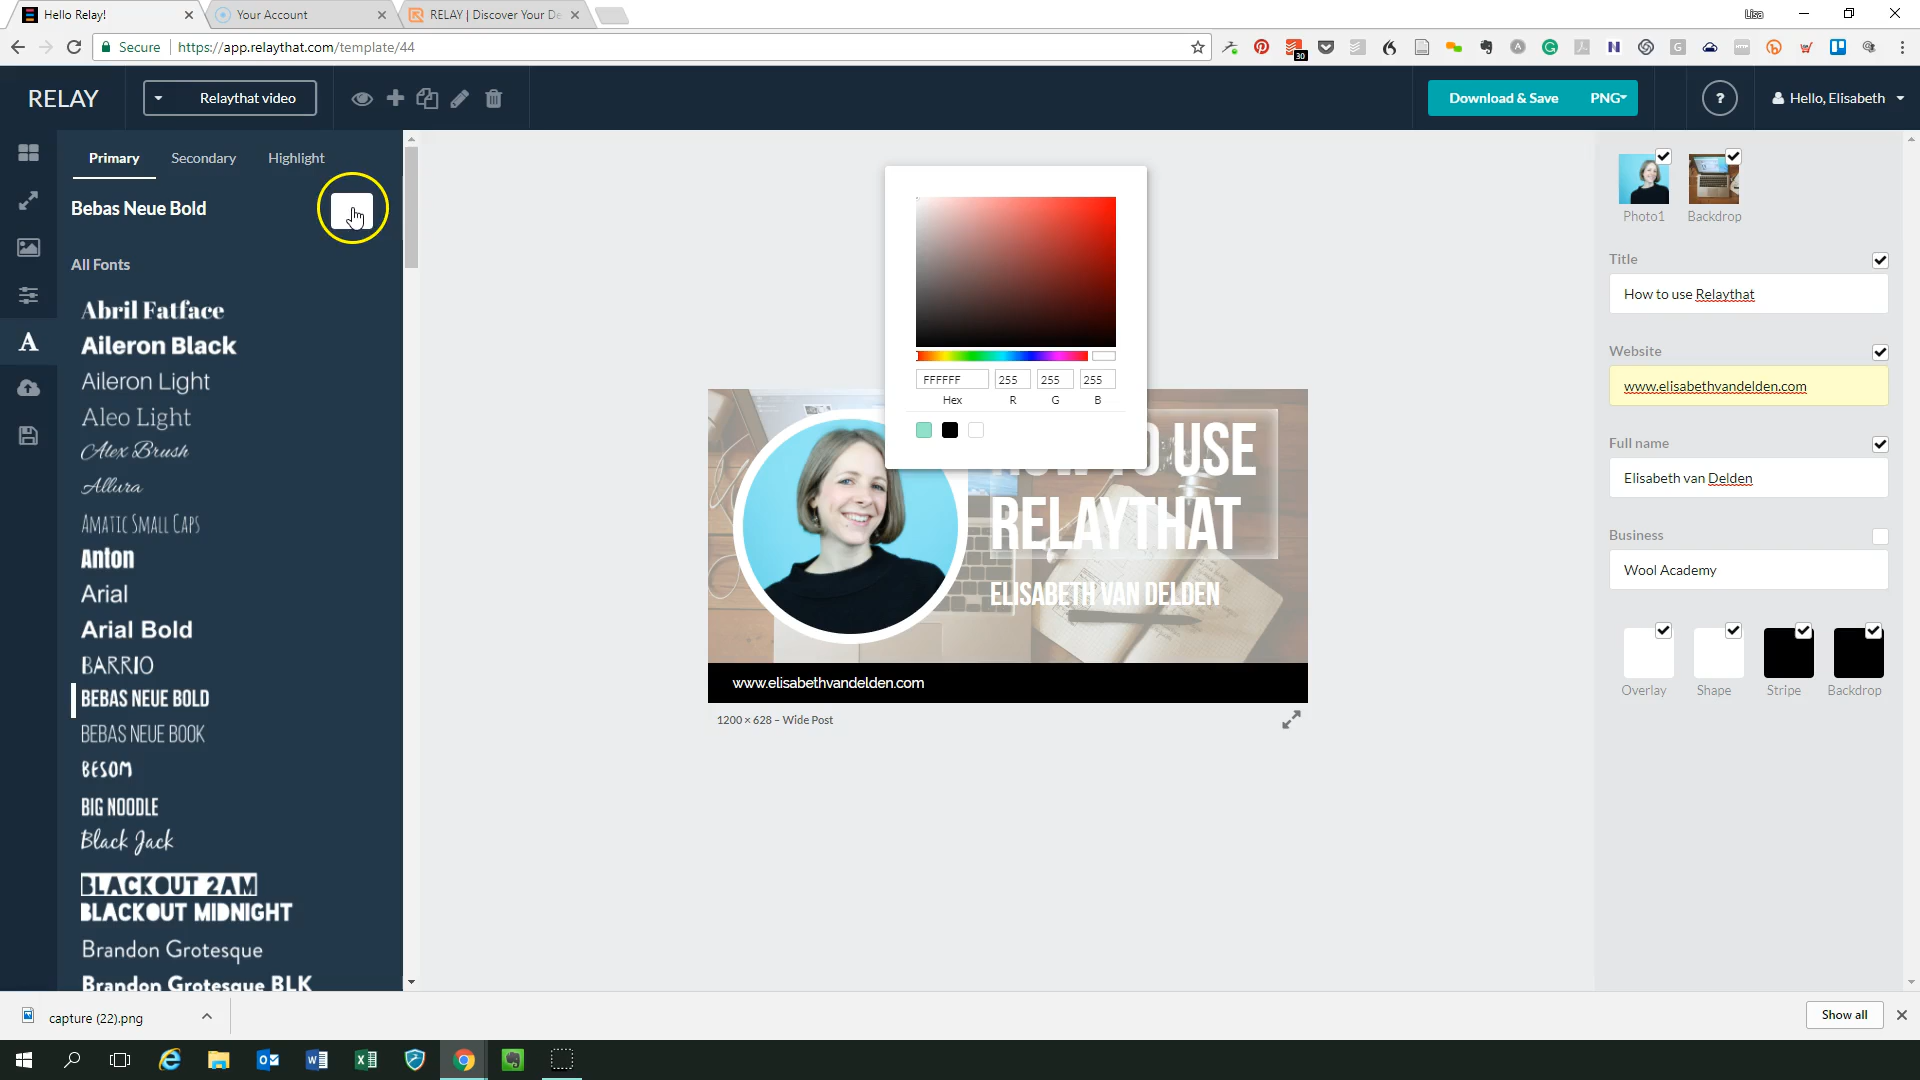 Hello Relay!
Your Account
RELAY | Discover Your De
Lisa
Secure
https://app.relaythat.com/template/44
30
RELAY
Relaythat video
Download & Save
PNG
?
Hello, Elisabeth
Primary
Secondary
Highlight
Bebas Neue Bold
All Fonts
Abril Fatface
Aileron Black
Aileron Light
Aleo Light
Alex Brush
Allura
AMATIC SMALL CAPS
Anton
Arial
Arial Bold
BARRIO
BEBAS NEUE BOLD
BEBAS NEUE BOOK
BESOM
BIG NOODLE
Black Jack
BLACKOUT 2AM
BLACKOUT MIDNIGHT
Brandon Grotesque
Brandon Grotesque BLK
FFFFFF
255
255
255
Hex
R
G
B
HOW TO USE
RELAYTHAT
ELISABETH VAN DELDEN
www.elisabethvandelden.com
1200 × 628 – Wide Post
Photo1
Backdrop
Title
How to use Relaythat
Website
www.elisabethvandelden.com
Full name
Elisabeth van Delden
Business
Wool Academy
Overlay
Shape
Stripe
Backdrop
capture (22).png
Show all